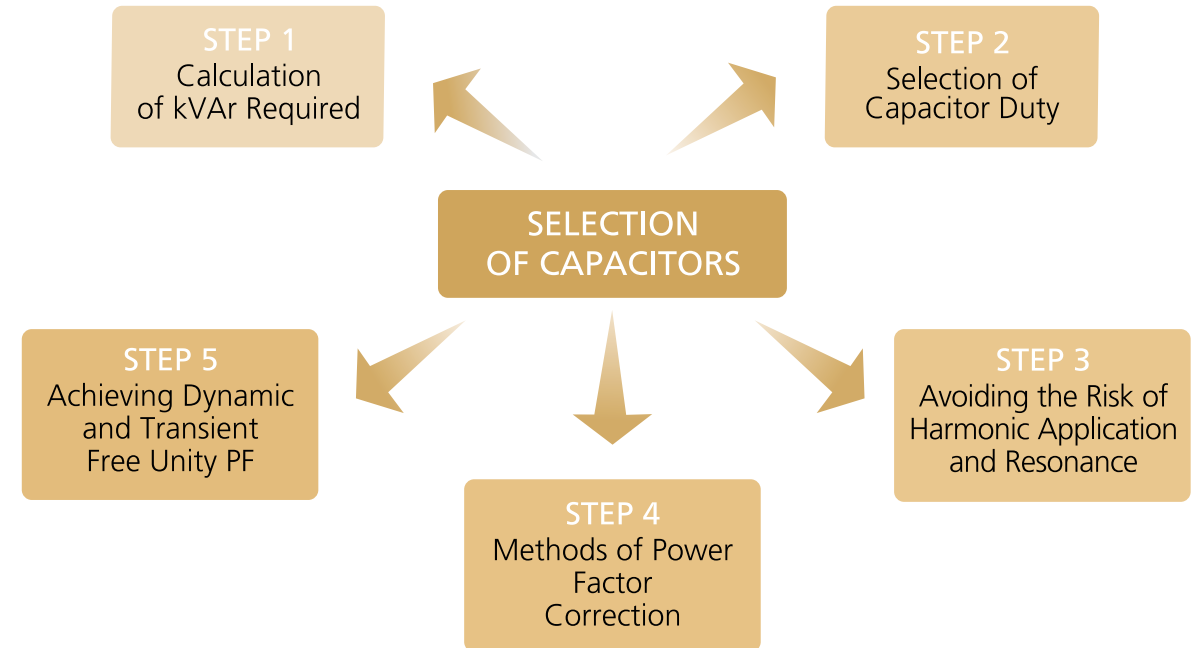 STEP 1
Calculation
of kVAr Required
STEP 2
Selection of
Capacitor Duty
SELECTION
OF CAPACITORS
STEP 5
Achieving Dynamic
and Transient
Free Unity PF
STEP 3
Avoiding the Risk of
Harmonic Application
and Resonance
STEP 4
Methods of Power
Factor
Correction